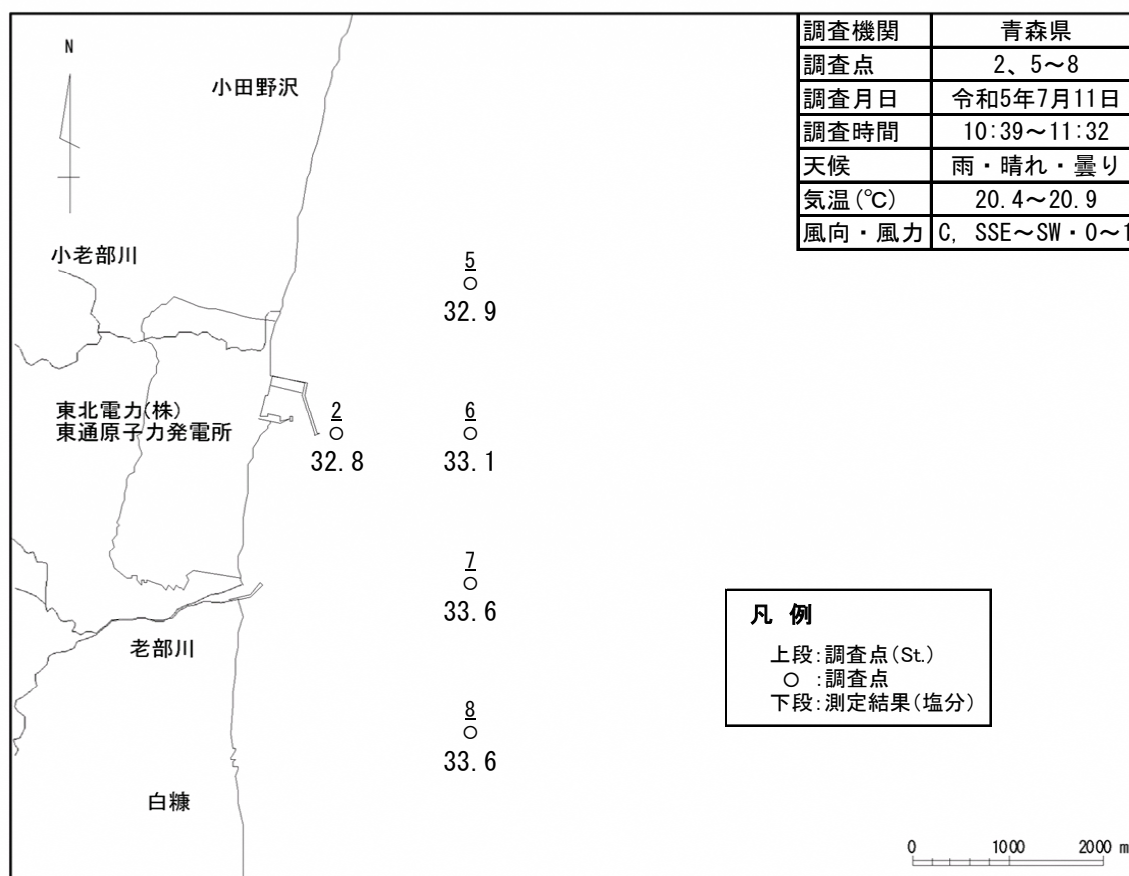 調査機関 青森県
調査点 2、5～8
調査月日 令和5年7月11日
調査時間 10:39～11:32
天候 雨・晴れ・曇り
気温(℃) 20.4～20.9
風向・風力 C, SSE～SW・0～1
N
小田野沢
小老部川
5
32.9
東北電力(株)
東通原子力発電所
2
32.8
6
33.1
7
33.6
老部川
8
33.6
白糠
凡 例
上段:調査点(St.)
○ :調査点
下段:測定結果(塩分)
0 1000 2000 m